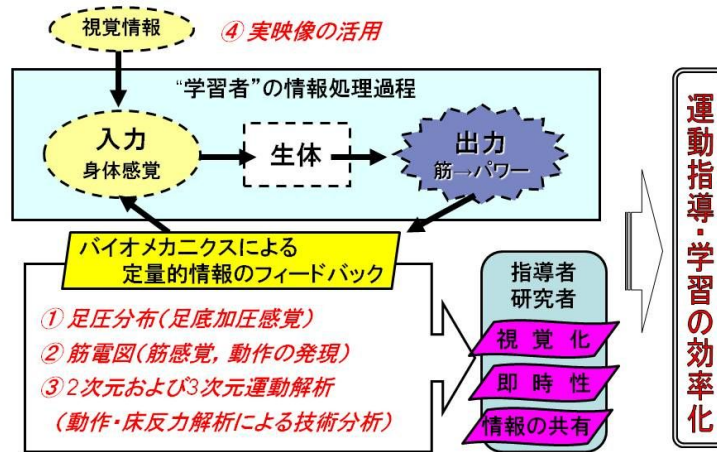 視覚情報
④ 実映像の活用
“学習者”の情報処理過程
入力
身体感覚
生体
出力
筋→パワー
バイオメカニクスによる
定量的情報のフィードバック
① 足圧分布(足底加圧感覚)
② 筋電図(筋感覚, 動作の発現)
③ 2次元および3次元運動解析
(動作・床反力解析による技術分析)
指導者
研究者
視覚化
即時性
情報の共有
運動指導・学習の効率化